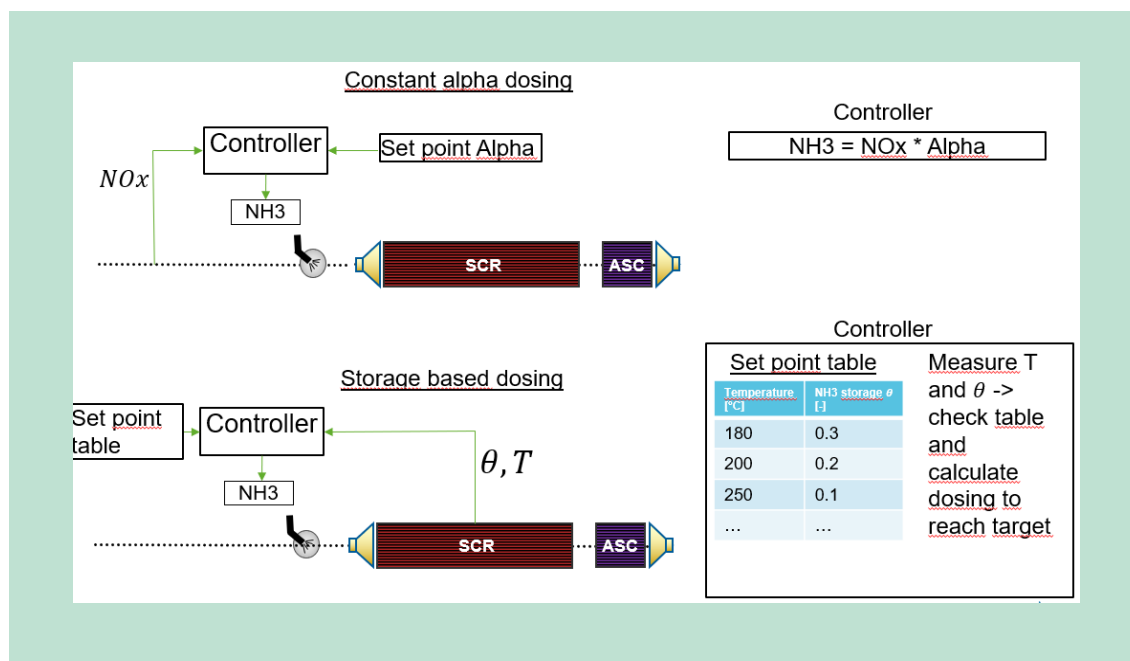 Constant alpha dosing
Controller
NH3 = NOx * Alpha
Controller
Set point Alpha
NOx
NH3
SCR
ASC
Storage based dosing
Set point
table
Controller
θ, T
NH3
SCR
ASC
Controller
Set point table
Temperature
[°C]
NH3 storage θ
[-]
180
0.3
200
0.2
250
0.1
...
...
Measure T
and θ ->
check table
and
calculate
dosing to
reach target